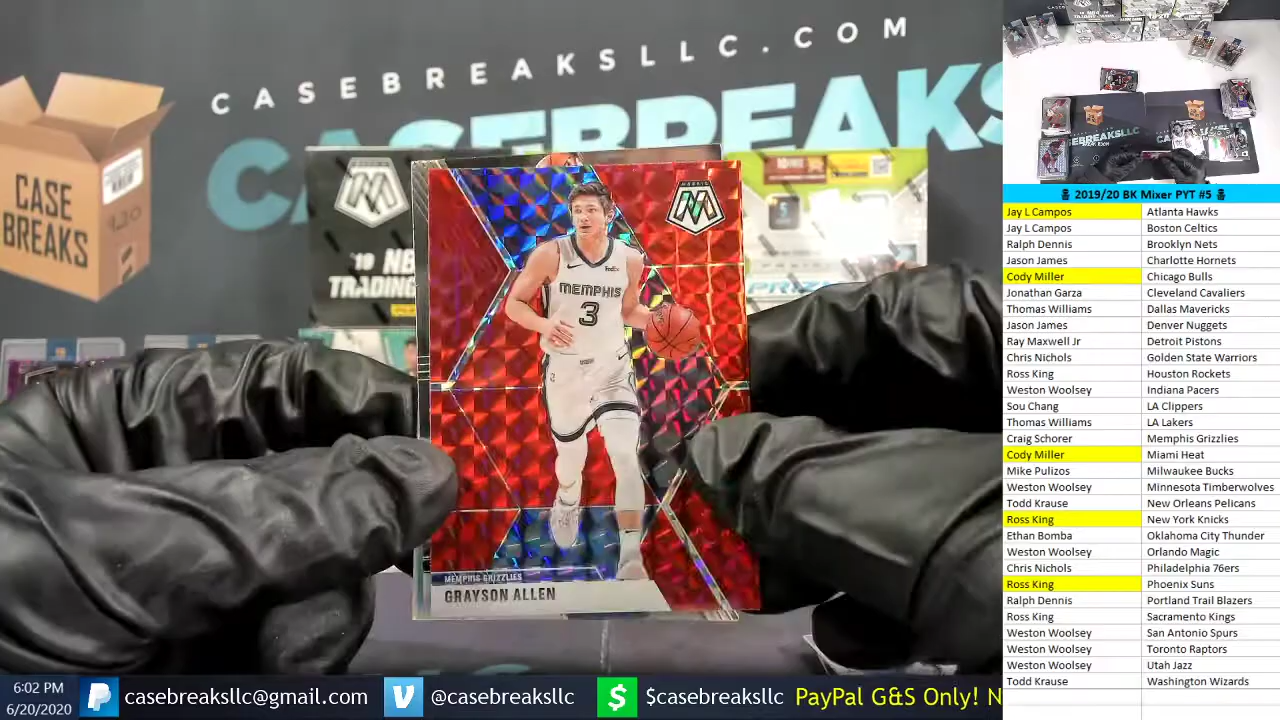 CASEBREAKSLLC.COM
CASEBREAKS
CASE
BREAKS
'19 NB
TRADING
MOSAIC
FedEx
MEMPHIS
3
MEMPHIS GRIZZLIES
GRAYSON ALLEN
CASEBREAKSLLC
2019/20 BK Mixer PYT #5
Jay L Campos Atlanta Hawks
Jay L Campos Boston Celtics
Ralph Dennis Brooklyn Nets
Jason James Charlotte Hornets
Cody Miller Chicago Bulls
Jonathan Garza Cleveland Cavaliers
Thomas Williams Dallas Mavericks
Jason James Denver Nuggets
Ray Maxwell Jr Detroit Pistons
Chris Nichols Golden State Warriors
Ross King Houston Rockets
Weston Woolsey Indiana Pacers
Sou Chang LA Clippers
Thomas Williams LA Lakers
Craig Schorer Memphis Grizzlies
Cody Miller Miami Heat
Mike Pulizos Milwaukee Bucks
Weston Woolsey Minnesota Timberwolves
Todd Krause New Orleans Pelicans
Ross King New York Knicks
Ethan Bomba Oklahoma City Thunder
Weston Woolsey Orlando Magic
Chris Nichols Philadelphia 76ers
Ross King Phoenix Suns
Ralph Dennis Portland Trail Blazers
Ross King Sacramento Kings
Weston Woolsey San Antonio Spurs
Weston Woolsey Toronto Raptors
Weston Woolsey Utah Jazz
Todd Krause Washington Wizards
6:02 PM
6/20/2020
casebreaksllc@gmail.com
@casebreaksllc
$casebreaksllc
PayPal G&S Only! N